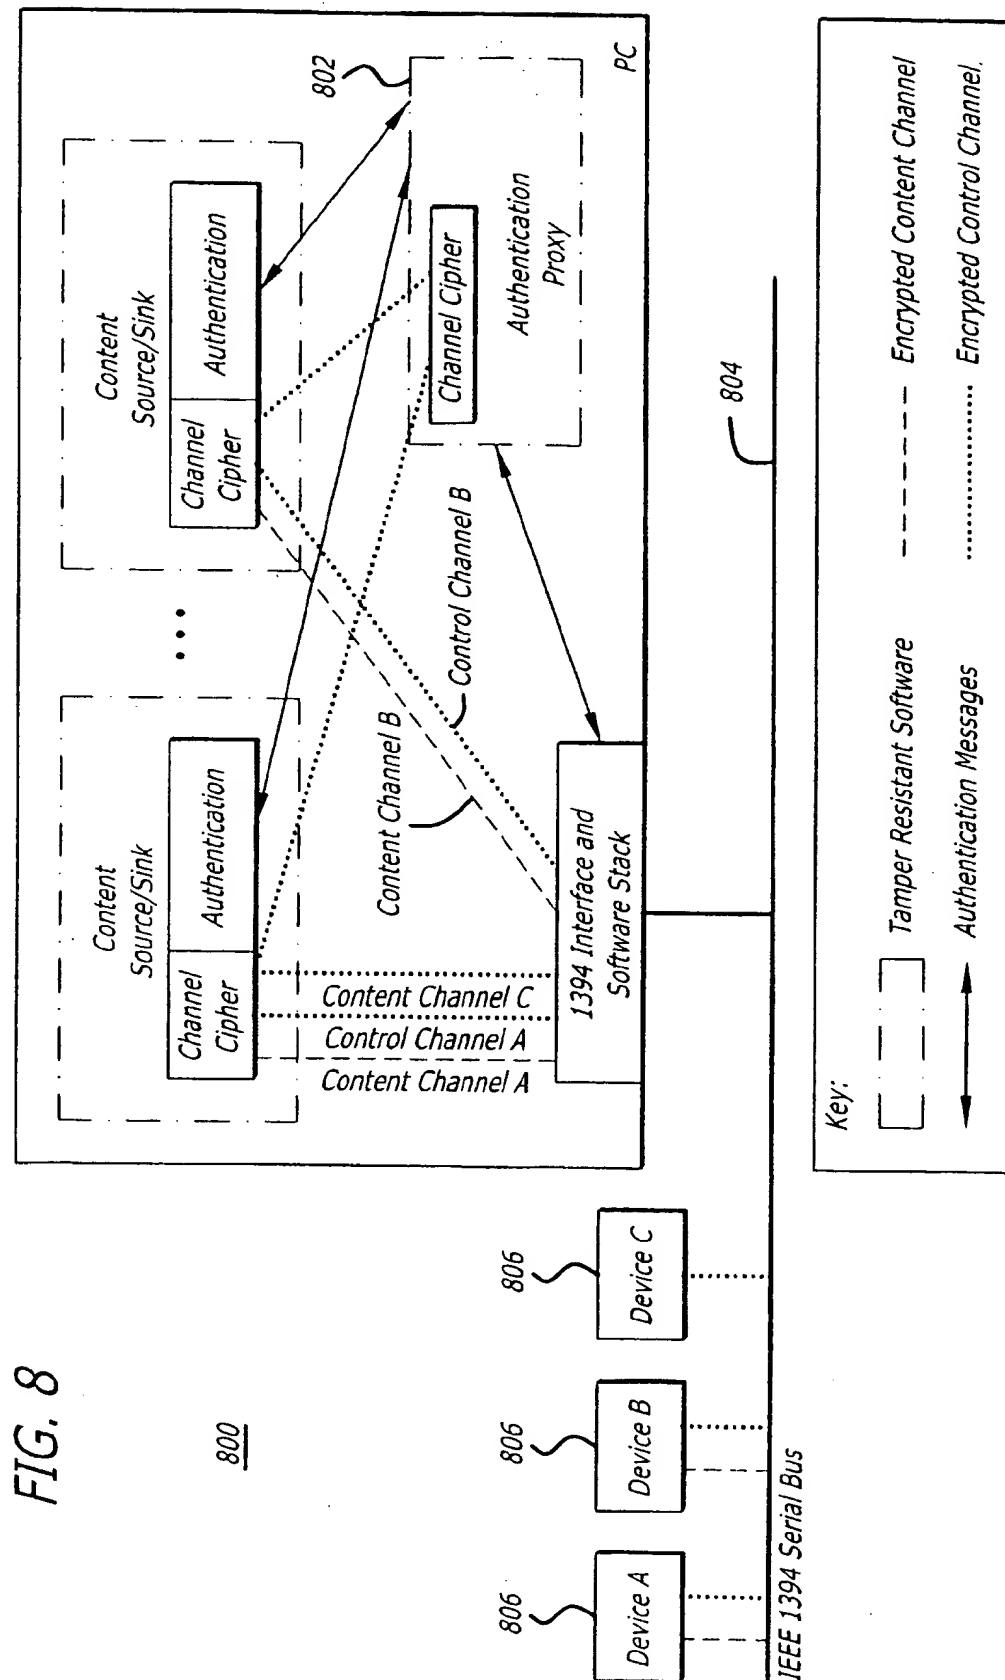 FIG. 8
800
Content
Source/Sink
Channel
Cipher
Authentication
...
Content
Source/Sink
Channel
Cipher
Authentication
802
Channel Cipher
Authentication
Proxy
PC
Content Channel B
Control Channel B
Content Channel C
Control Channel A
Content Channel A
1394 Interface and
Software Stack
806
Device A
806
Device B
806
Device C
804
IEEE 1394 Serial Bus
Key:
Tamper Resistant Software
Encrypted Content Channel
Authentication Messages
Encrypted Control Channel.